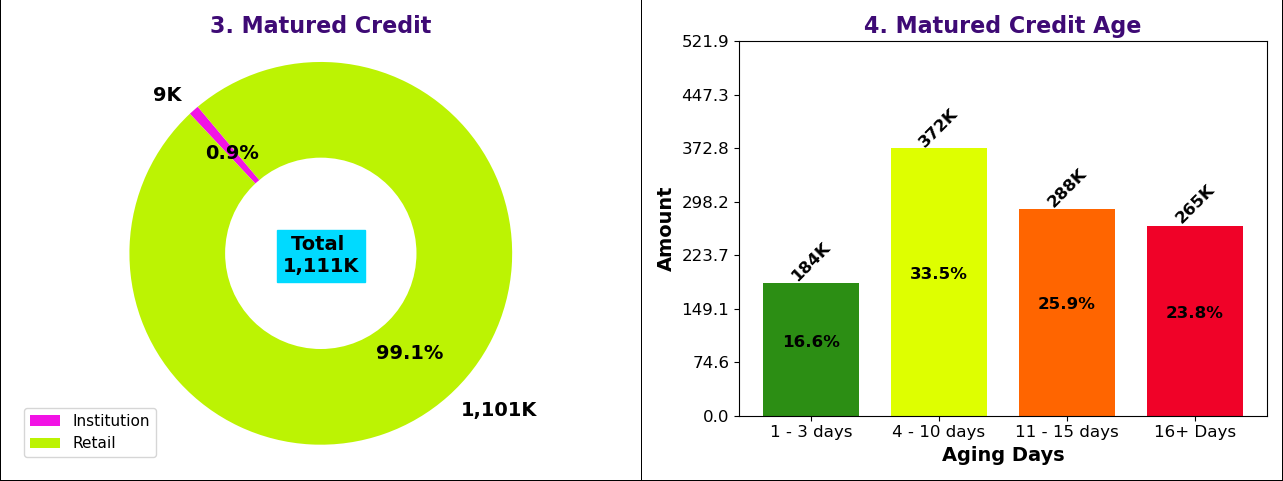 3. Matured Credit
9K
0.9%
Total
1,111K
99.1%
1,101K
Institution
Retail
4. Matured Credit Age
Amount
521.9
447.3
372.8
298.2
223.7
149.1
74.6
0.0
184K
372K
288K
265K
16.6%
33.5%
25.9%
23.8%
1 - 3 days
4 - 10 days
11 - 15 days
16+ Days
Aging Days